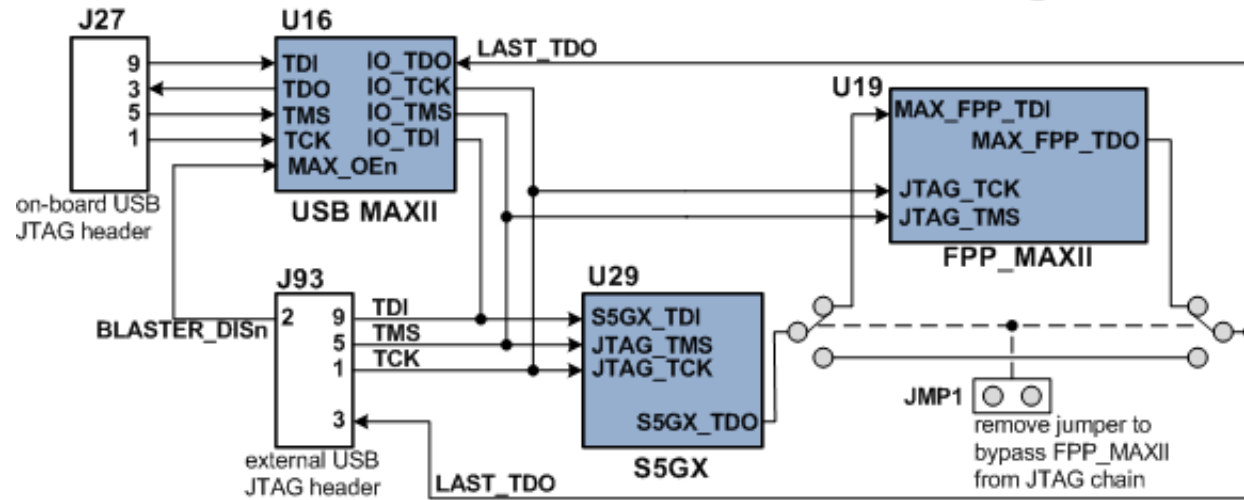 J27
9
3
5
1
on-board USB
JTAG header
U16
TDI
TDO
TMS
TCK
MAX_OEn
IO_TDO
IO_TCK
IO_TMS
IO_TDI
USB MAXII
LAST_TDO
U19
MAX_FPP_TDI
MAX_FPP_TDO
JTAG_TCK
JTAG_TMS
FPP_MAXII
BLASTER_DISn
J93
2
9
5
1
3
TDI
TMS
TCK
external USB
JTAG header
LAST_TDO
U29
S5GX_TDI
JTAG_TMS
JTAG_TCK
S5GX_TDO
S5GX
JMP1
remove jumper to
bypass FPP_MAXII
from JTAG chain